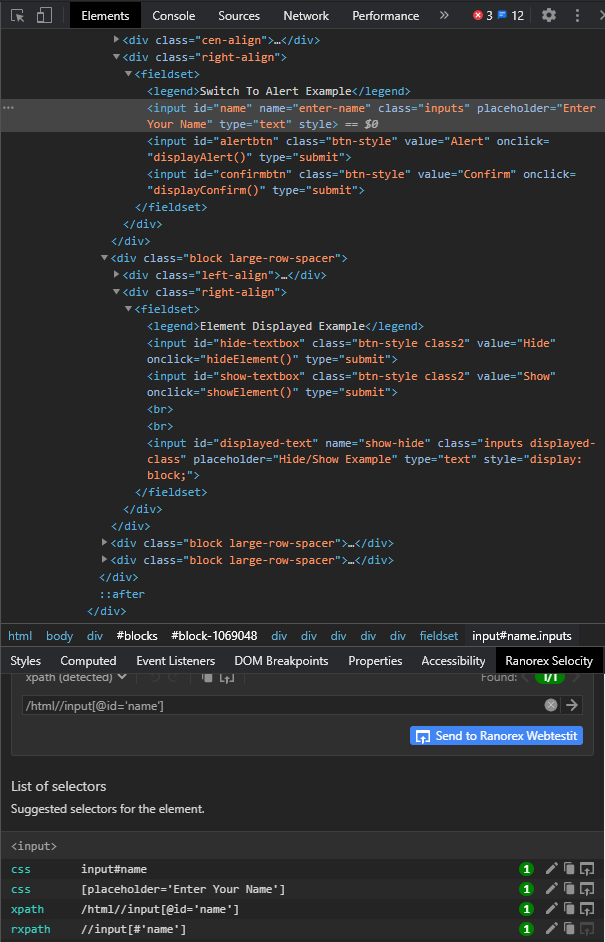 Elements Console Sources Network Performance » 3 12
<div class="cen-align">…</div>
<div class="right-align">
<fieldset>
<legend>Switch To Alert Example</legend>
… <input id="name" name="enter-name" class="inputs" placeholder="Enter
Your Name" type="text" style> == $0
<input id="alertbtn" class="btn-style" value="Alert" onclick=
"displayAlert()" type="submit">
<input id="confirmbtn" class="btn-style" value="Confirm" onclick=
"displayConfirm()" type="submit">
</fieldset>
</div>
</div>
<div class="block large-row-spacer">
<div class="left-align">…</div>
<div class="right-align">
<fieldset>
<legend>Element Displayed Example</legend>
<input id="hide-textbox" class="btn-style class2" value="Hide"
onclick="hideElement()" type="submit">
<input id="show-textbox" class="btn-style class2" value="Show"
onclick="showElement()" type="submit">
<br>
<br>
<input id="displayed-text" name="show-hide" class="inputs displayed-
class" placeholder="Hide/Show Example" type="text" style="display:
block;">
</fieldset>
</div>
</div>
<div class="block large-row-spacer">…</div>
<div class="block large-row-spacer">…</div>
</div>
::after
</div>
html body div #blocks #block-1069048 div div div div div fieldset input#name.inputs
Styles Computed Event Listeners DOM Breakpoints Properties Accessibility Ranorex Selocity
xpath (detected) Found: 1/1
/html//input[@id='name']
Send to Ranorex Webtestit
List of selectors
Suggested selectors for the element.
<input>
css input#name 1
css [placeholder='Enter Your Name'] 1
xpath /html//input[@id='name'] 1
rxpath //input[#'name'] 1